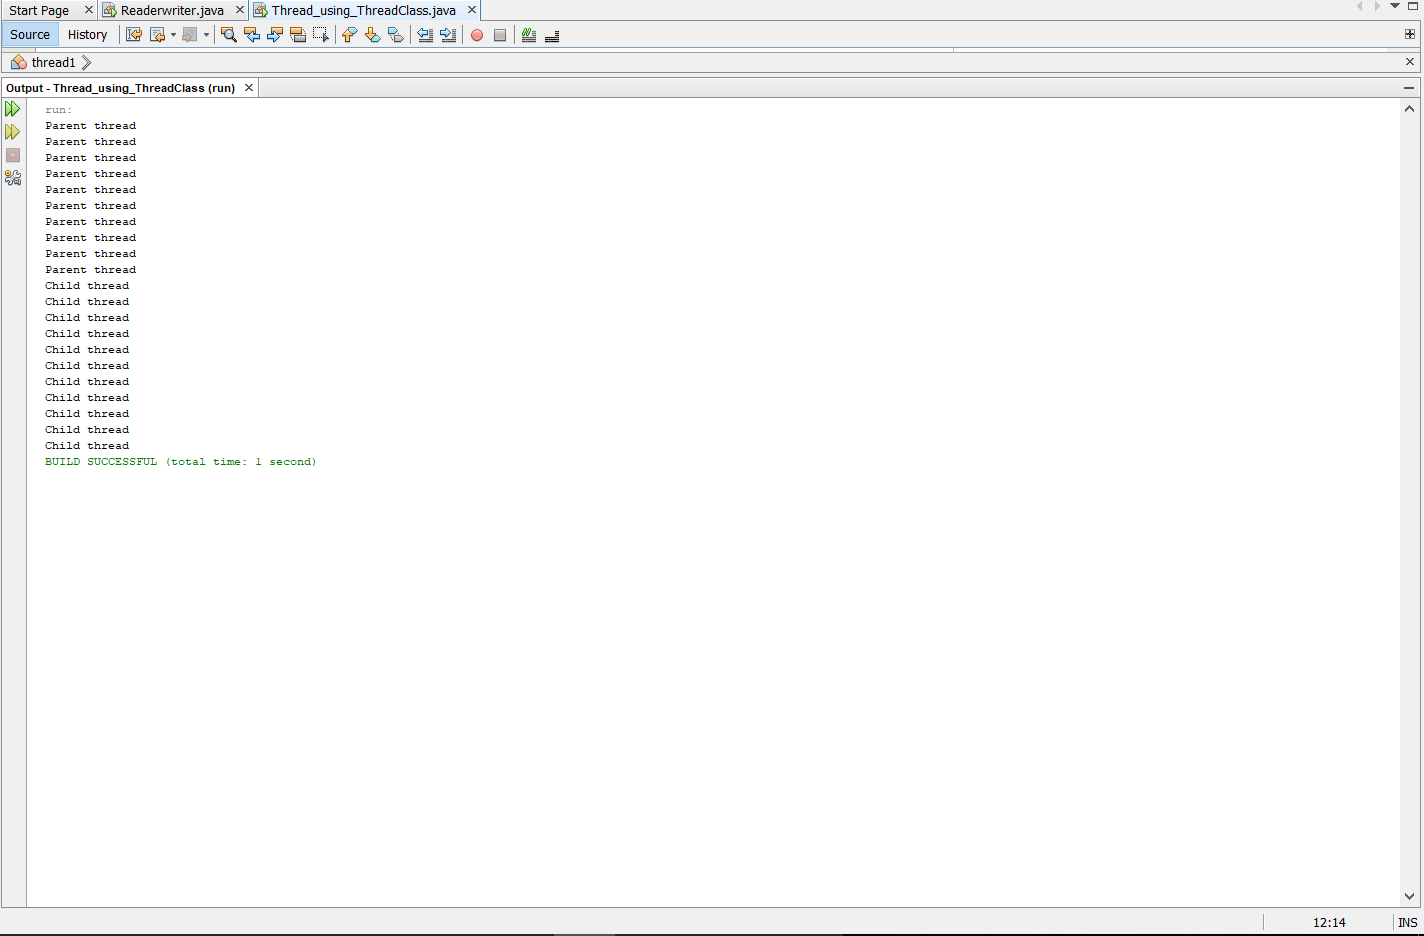 Start Page Readerwriter.java Thread_using_ThreadClass.java
Source History
thread1
Output - Thread_using_ThreadClass (run)
run:
Parent thread
Parent thread
Parent thread
Parent thread
Parent thread
Parent thread
Parent thread
Parent thread
Parent thread
Parent thread
Child thread
Child thread
Child thread
Child thread
Child thread
Child thread
Child thread
Child thread
Child thread
Child thread
Child thread
BUILD SUCCESSFUL (total time: 1 second)
12:14 INS